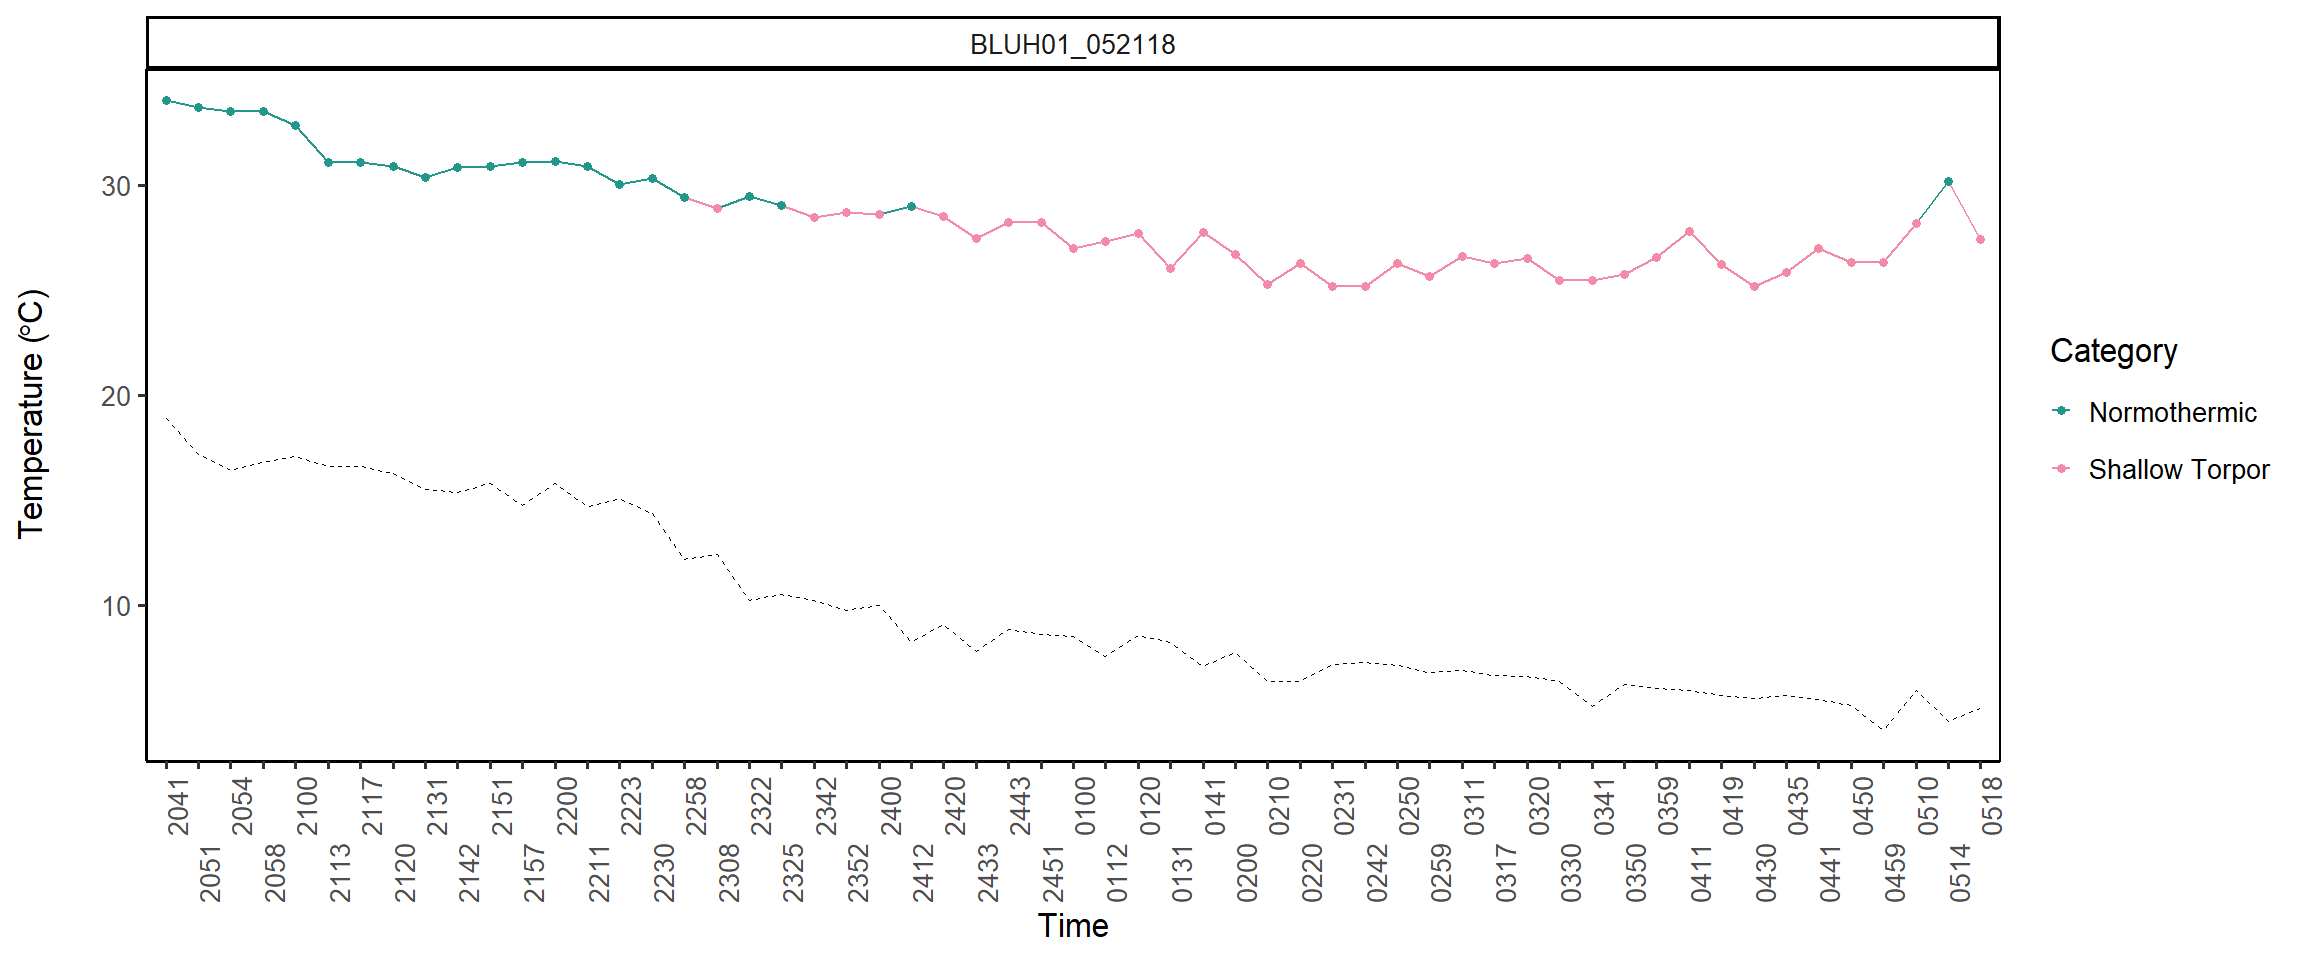 BLUH01_052118
Temperature (°C)
30
20
10
2041 2054 2100 2117 2131 2151 2200 2223 2258 2322 2342 2400 2420 2443 0100 0120 0141 0210 0231 0250 0311 0320 0341 0359 0419 0435 0450 0510 0518
2051 2058 2113 2120 2142 2157 2211 2230 2308 2325 2352 2412 2433 2451 0112 0131 0200 0220 0242 0259 0317 0330 0350 0411 0430 0441 0459 0514
Time
Category
Normothermic
Shallow Torpor